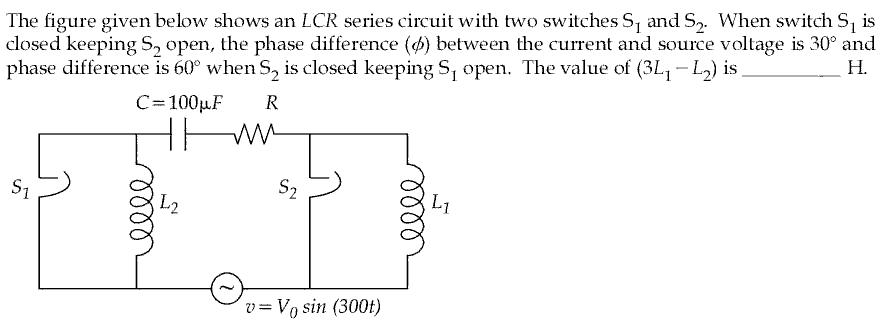 The figure given below shows an LCR series circuit with two switches S₁ and S₂. When switch S₁ is
closed keeping S₂ open, the phase difference (ϕ) between the current and source voltage is 30° and
phase difference is 60° when S₂ is closed keeping S₁ open. The value of (3L₁ – L₂) is __________ H.
C=100μF R
S1 L2 S2 L1
~
v = V₀ sin (300t)